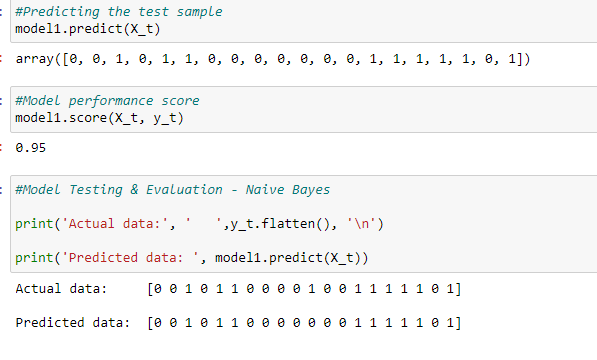 #Predicting the test sample
model1.predict(X_t)
array([0, 0, 1, 0, 1, 1, 0, 0, 0, 0, 0, 0, 0, 1, 1, 1, 1, 1, 0, 1])
#Model performance score
model1.score(X_t, y_t)
0.95
#Model Testing & Evaluation - Naive Bayes
print('Actual data:', '   ',y_t.flatten(), '\n')
print('Predicted data: ', model1.predict(X_t))
Actual data:     [0 0 1 0 1 1 0 0 0 0 1 0 0 1 1 1 1 1 0 1]
Predicted data:  [0 0 1 0 1 1 0 0 0 0 0 0 0 1 1 1 1 1 0 1]